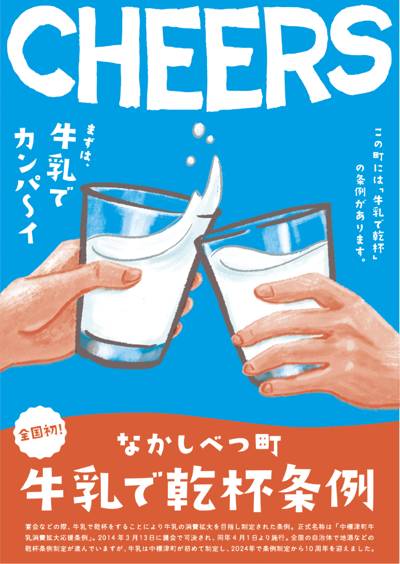 CHEERS
まずは、
牛乳で
カンパ〜イ
この町には「牛乳で乾杯」
の条例があります。
全国初!
なかしべつ町
牛乳で乾杯条例
宴会などの際、牛乳で乾杯をすることにより牛乳の消費拡大を目指し制定された条例。正式名称は「中標津町牛
乳消費拡大応援条例」。2014年3月13日に議会で可決され、同年4月1日より施行。全国の自治体で地酒などの
乾杯条例制定が進んでいますが、牛乳は中標津町が初めて制定し、2024年で条例制定から10周年を迎えました。